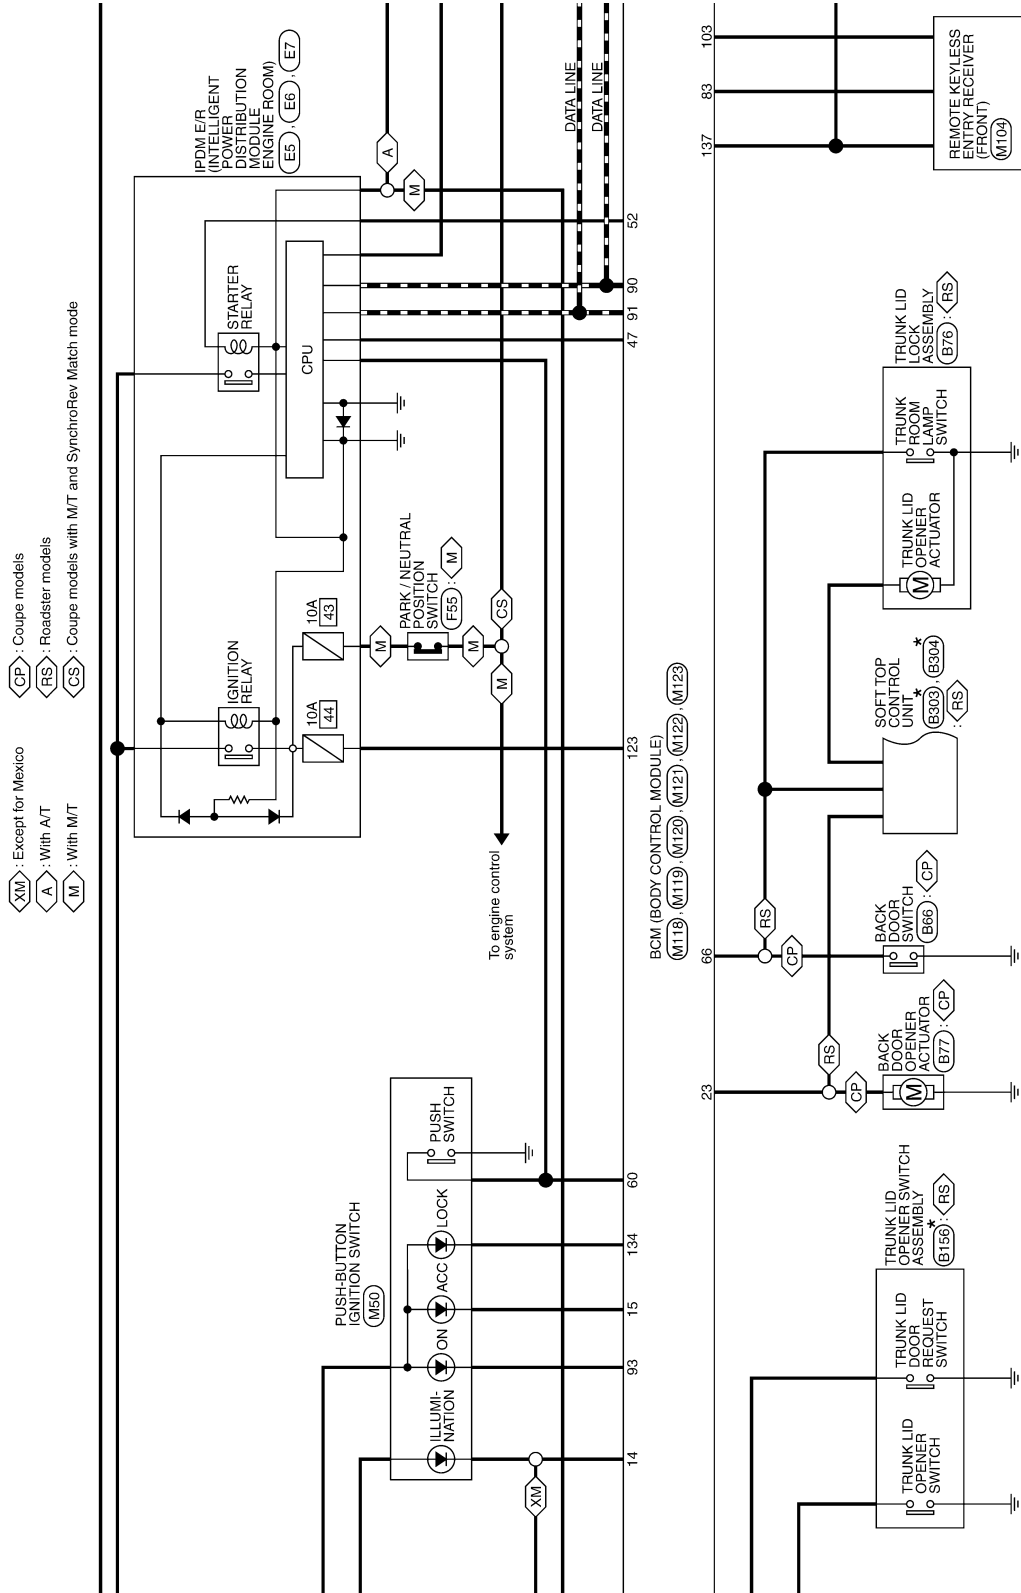 XM : Except for Mexico
A : With A/T
M : With M/T
CP : Coupe models
RS : Roadster models
CS : Coupe models with M/T and SynchroRev Match mode
IPDM E/R
(INTELLIGENT
POWER
DISTRIBUTION
MODULE
ENGINE ROOM)
E5 , E6 , E7
IGNITION
RELAY
STARTER
RELAY
CPU
10A
44
10A
43
A
M
M
PARK / NEUTRAL
POSITION
SWITCH
F55 : M
M
M
CS
To engine control
system
DATA LINE
DATA LINE
PUSH-BUTTON
IGNITION SWITCH
M50
ILLUMI-
NATION
ON
ACC
LOCK
PUSH
SWITCH
XM
14
93
15
134
60
123
47
91
90
52
BCM (BODY CONTROL MODULE)
M118 , M119 , M120 , M121 , M122 , M123
23
66
137
83
103
RS
CP
RS
CP
TRUNK LID
OPENER SWITCH
ASSEMBLY
B156 * : RS
TRUNK LID
OPENER
SWITCH
TRUNK LID
DOOR
REQUEST
SWITCH
BACK
DOOR
OPENER
ACTUATOR
B77 : CP
M
BACK
DOOR
SWITCH
B66 : CP
SOFT TOP
CONTROL
UNIT
B303 * , B304 *
: RS
TRUNK LID
LOCK
ASSEMBLY
B76 : RS
TRUNK LID
OPENER
ACTUATOR
M
TRUNK
ROOM
LAMP
SWITCH
REMOTE KEYLESS
ENTRY RECEIVER
(FRONT)
M104